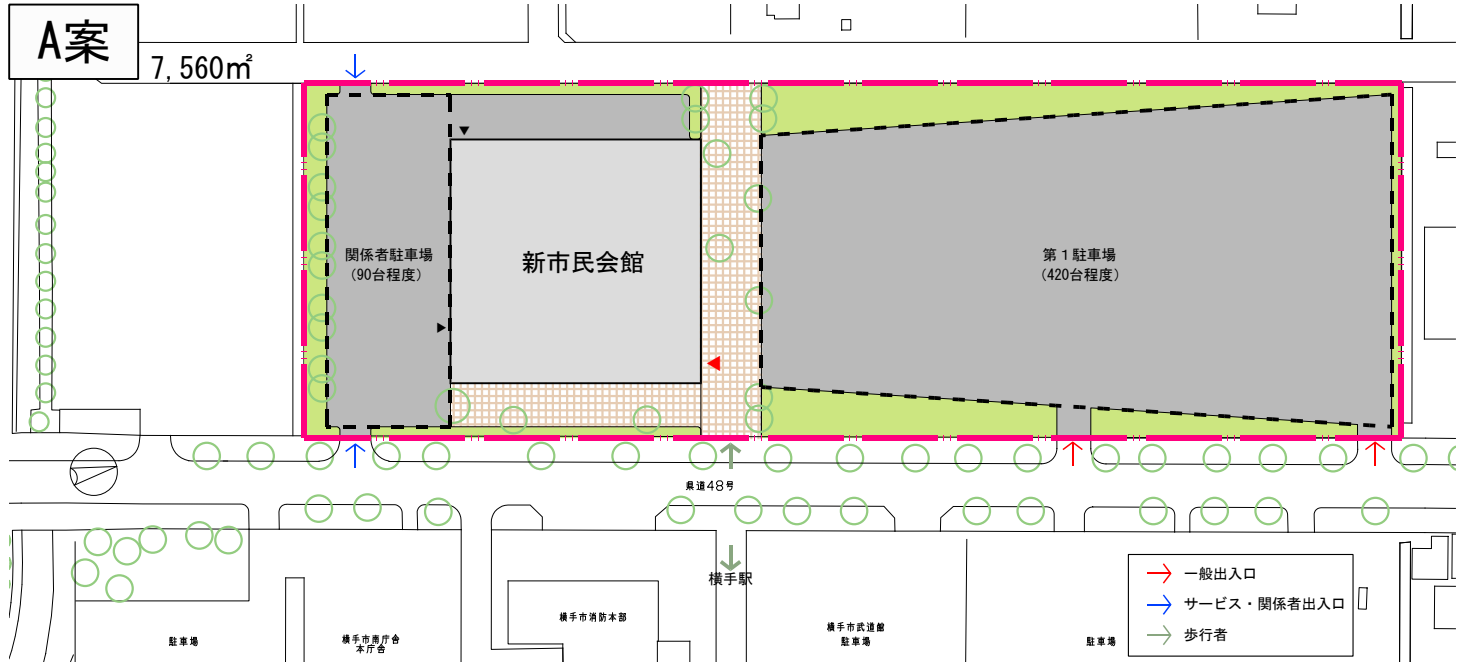 A案
7,560㎡
関係者駐車場
(90台程度)
新市民会館
第1駐車場
(420台程度)
県道48号
横手駅
駐車場
横手市南庁舎
本庁舎
横手市消防本部
横手市武道館
駐車場
駐車場
一般出入口
サービス・関係者出入口
歩行者